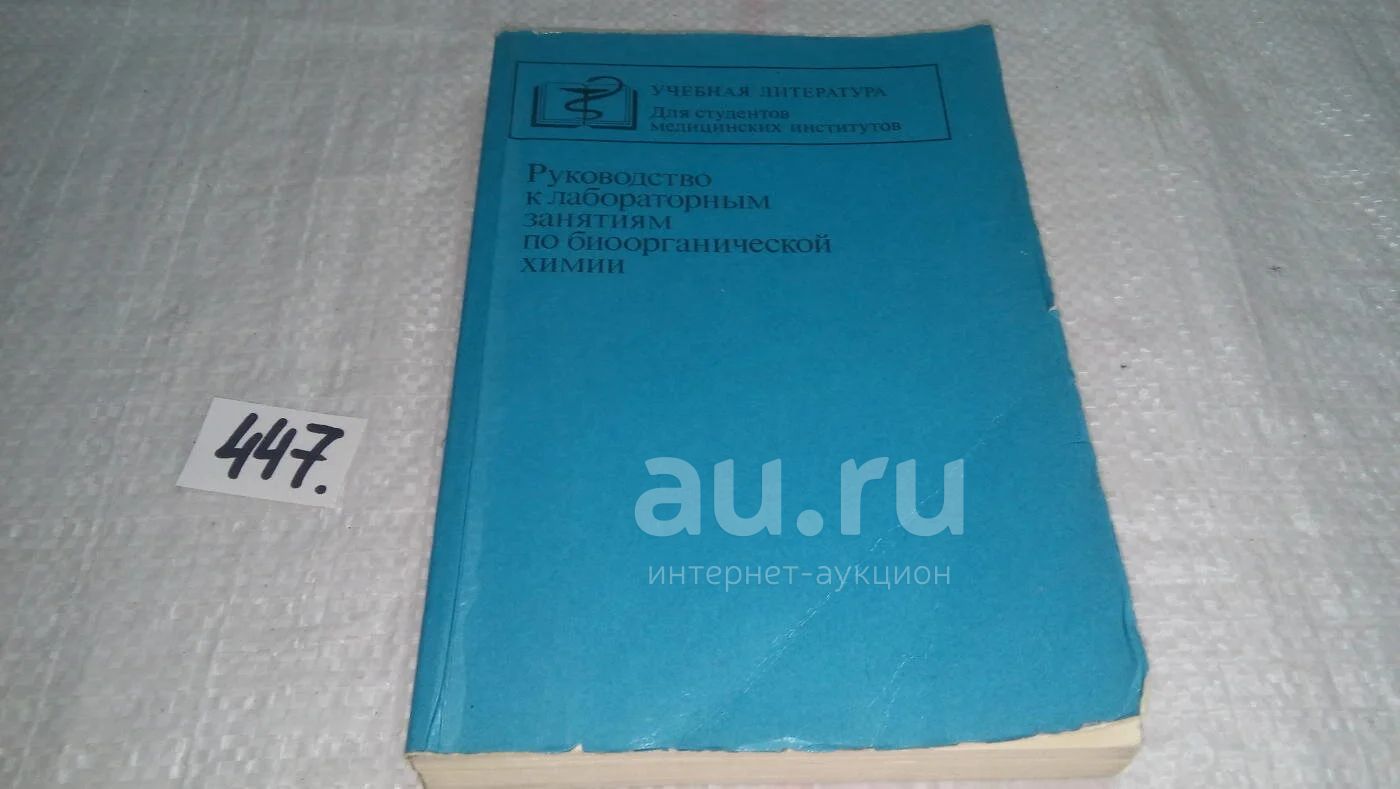 УЧЕБНАЯ ЛИТЕРАТУРА
Для студентов
медицинских институтов
Руководство
к лабораторным
занятиям
по биоорганической
химии
447.
au.ru
интернет-аукцион